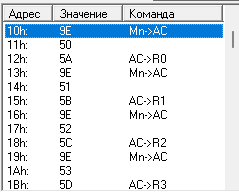 Адрес Значение Команда
10h: 9E Mn->AC
11h: 50
12h: 5A AC->R0
13h: 9E Mn->AC
14h: 51
15h: 5B AC->R1
16h: 9E Mn->AC
17h: 52
18h: 5C AC->R2
19h: 9E Mn->AC
1Ah: 53
1Bh: 5D AC->R3